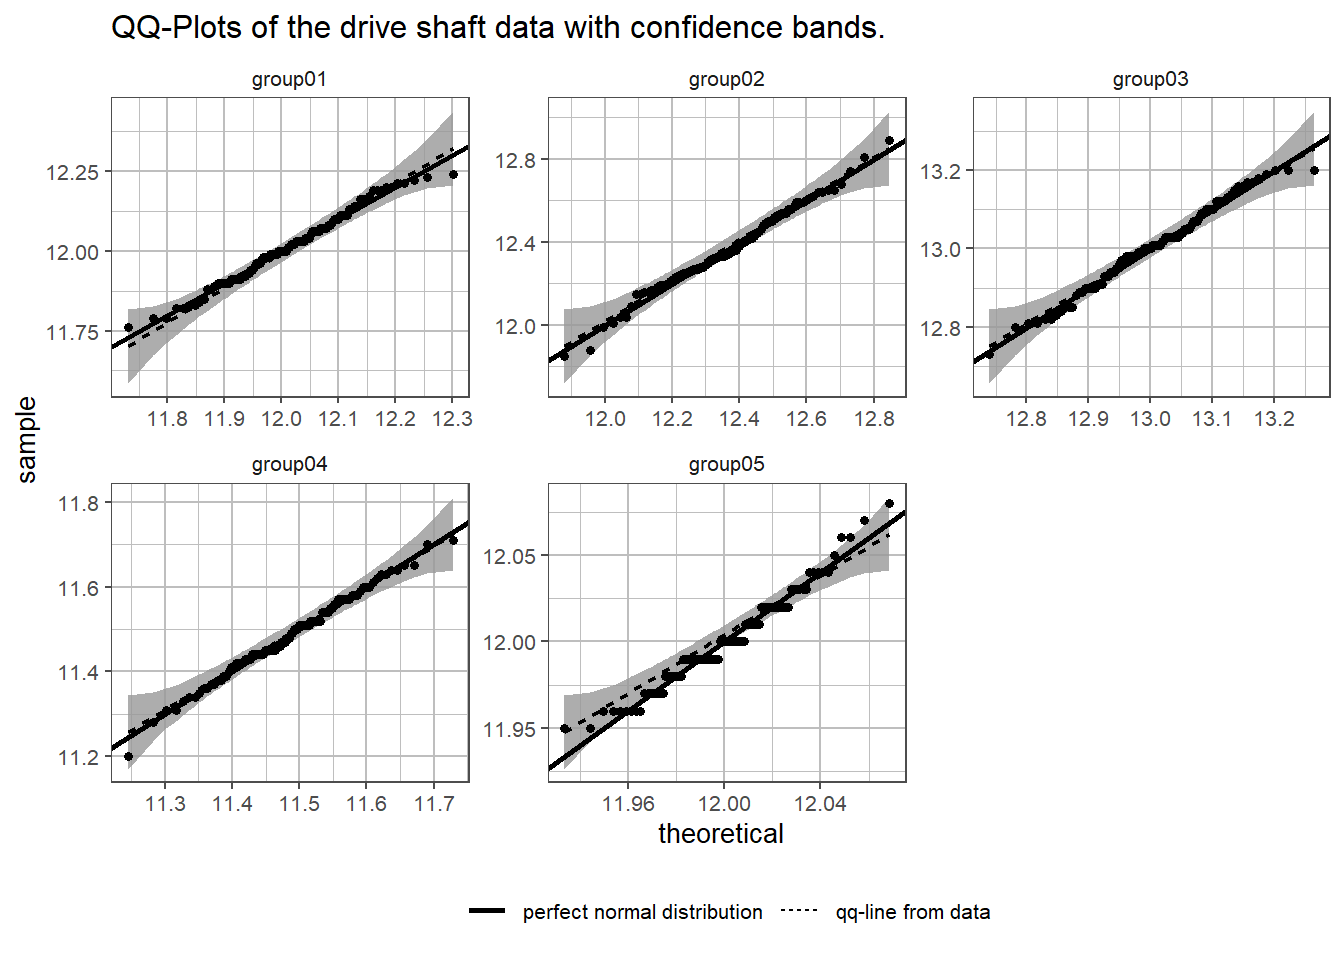 QQ-Plots of the drive shaft data with confidence bands.
group01
group02
group03
12.25
12.00
11.75
11.8 11.9 12.0 12.1 12.2 12.3
12.8
12.4
12.0
12.0 12.2 12.4 12.6 12.8
13.2
13.0
12.8
12.8 12.9 13.0 13.1 13.2
sample
group04
group05
11.8
11.6
11.4
11.2
11.3 11.4 11.5 11.6 11.7
12.05
12.00
11.95
11.96 12.00 12.04
theoretical
perfect normal distribution
qq-line from data